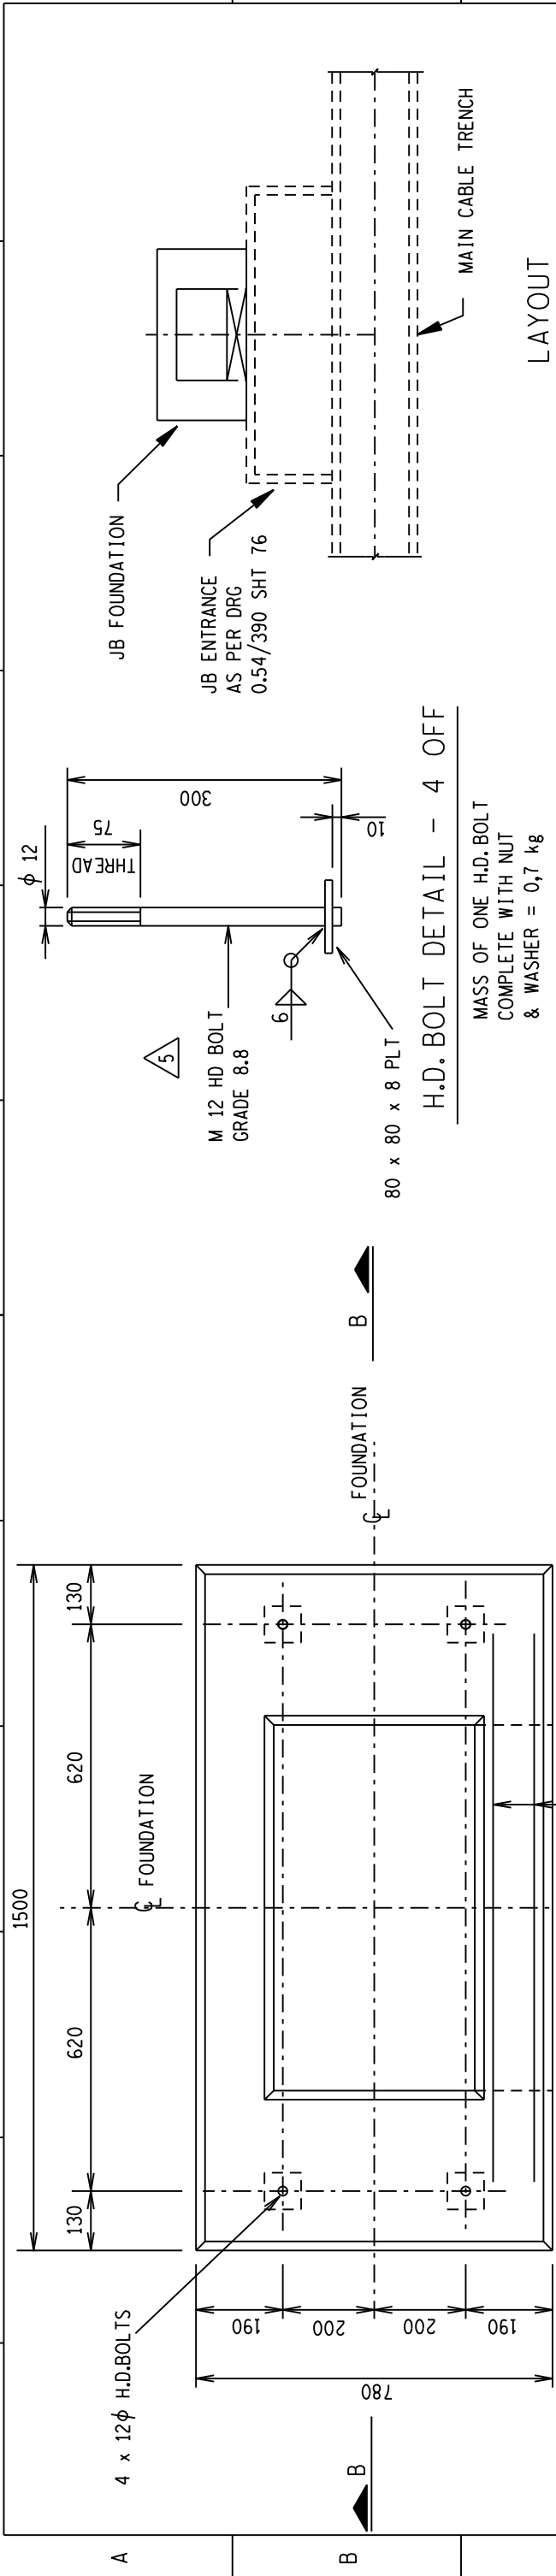 A
B
4 x 12ϕ H.D.BOLTS
1500
130
620
620
130
℄ FOUNDATION
FOUNDATION
℄
190
200
200
190
780
B
B
ϕ 12
75
THREAD
300
10
5
M 12 HD BOLT
GRADE 8.8
6
80 x 80 x 8 PLT
H.D. BOLT DETAIL - 4 OFF
MASS OF ONE H.D.BOLT
COMPLETE WITH NUT
& WASHER = 0,7 kg
JB FOUNDATION
JB ENTRANCE
AS PER DRG
0.54/390 SHT 76
MAIN CABLE TRENCH
LAYOUT